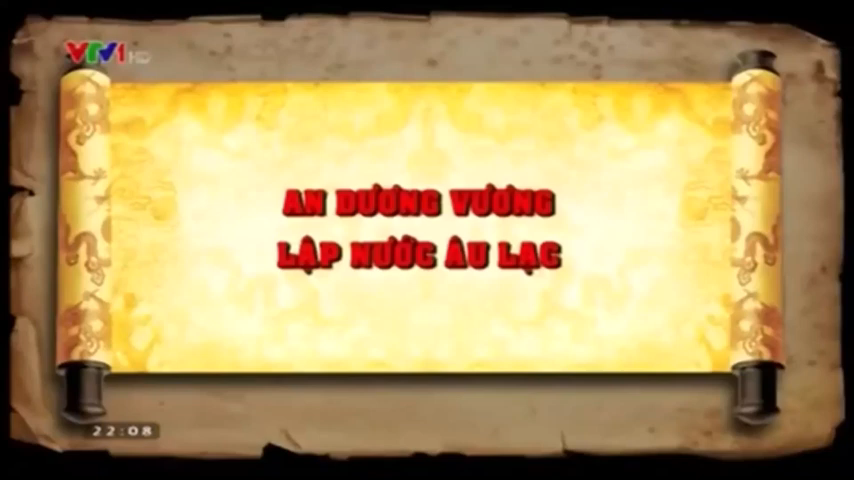 VTV1 HD
AN DƯƠNG VƯƠNG
LẬP NƯỚC ÂU LẠC
22:08